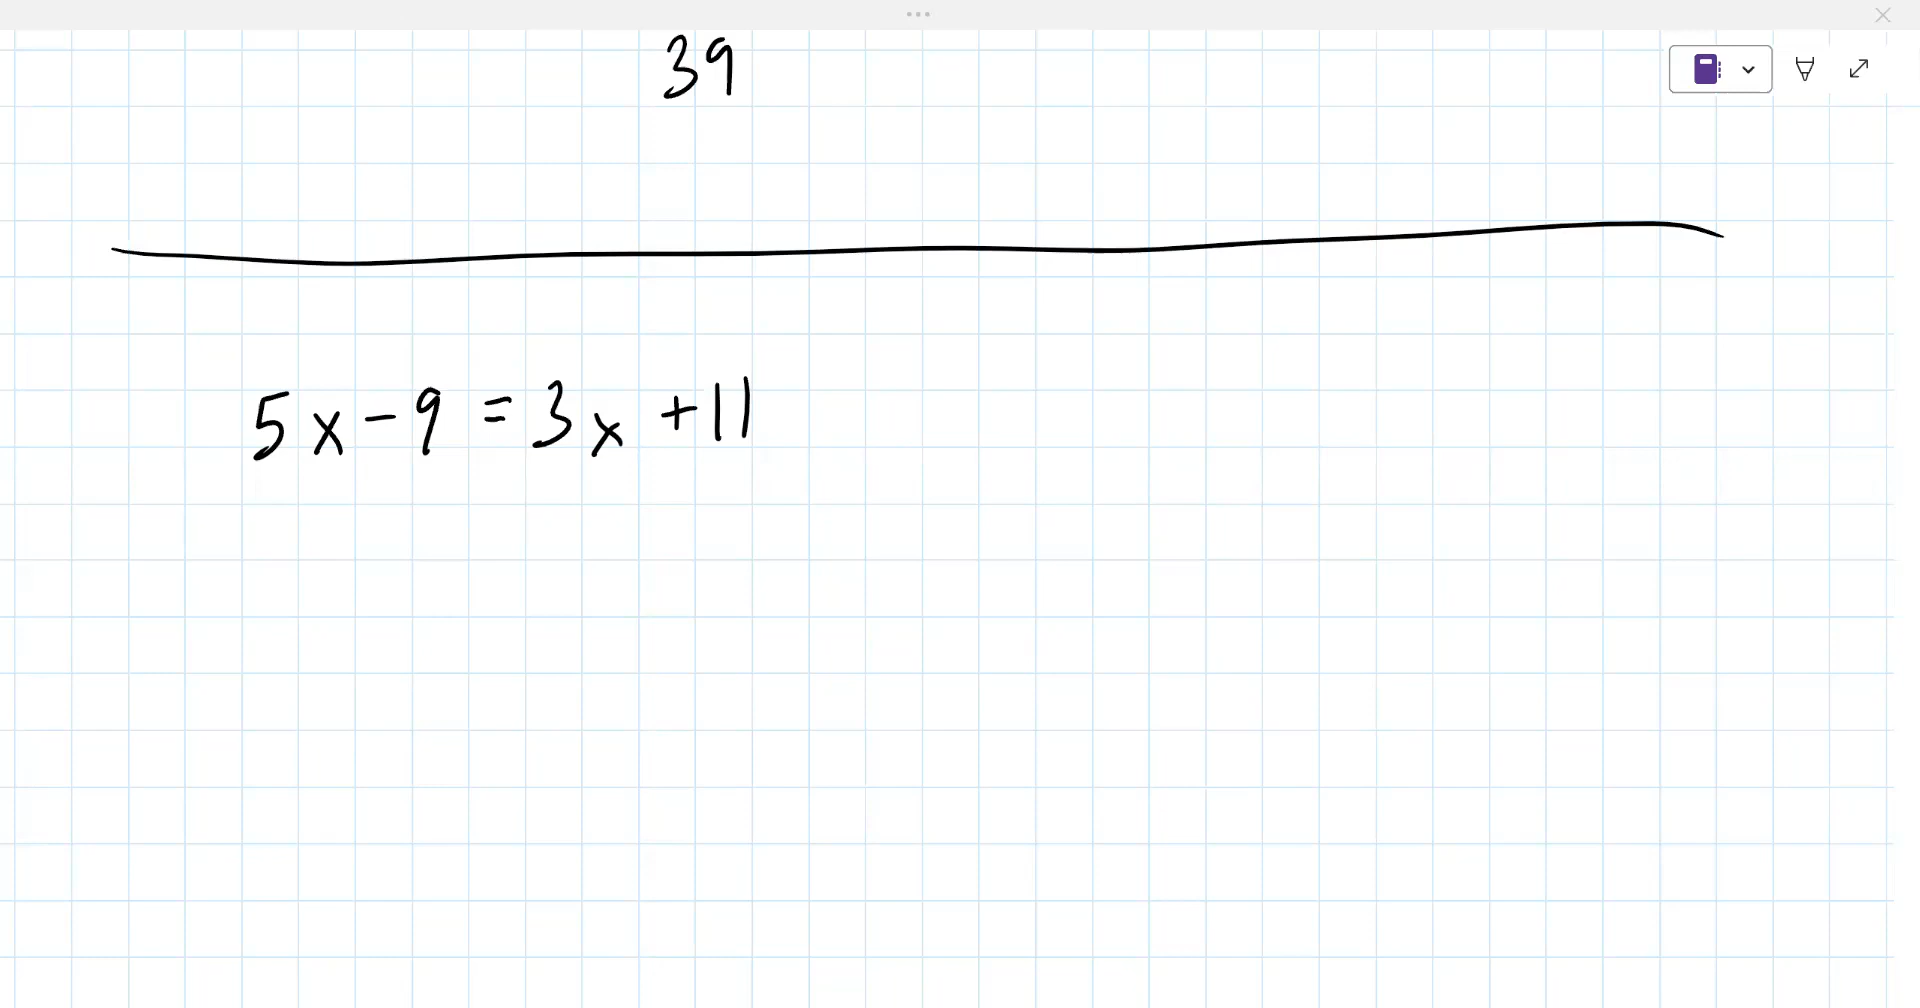 39
5x-9 = 3x +11